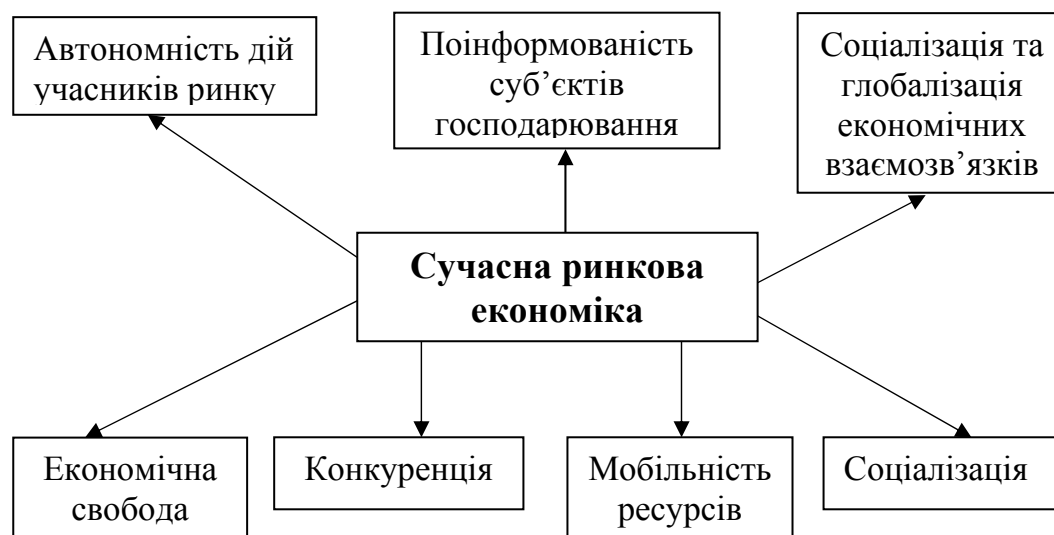 Автономність дій
учасників ринку
Поінформованість
суб’єктів
господарювання
Соціалізація та
глобалізація
економічних
взаємозв’язків
Сучасна ринкова
економіка
Економічна
свобода
Конкуренція
Мобільність
ресурсів
Соціалізація